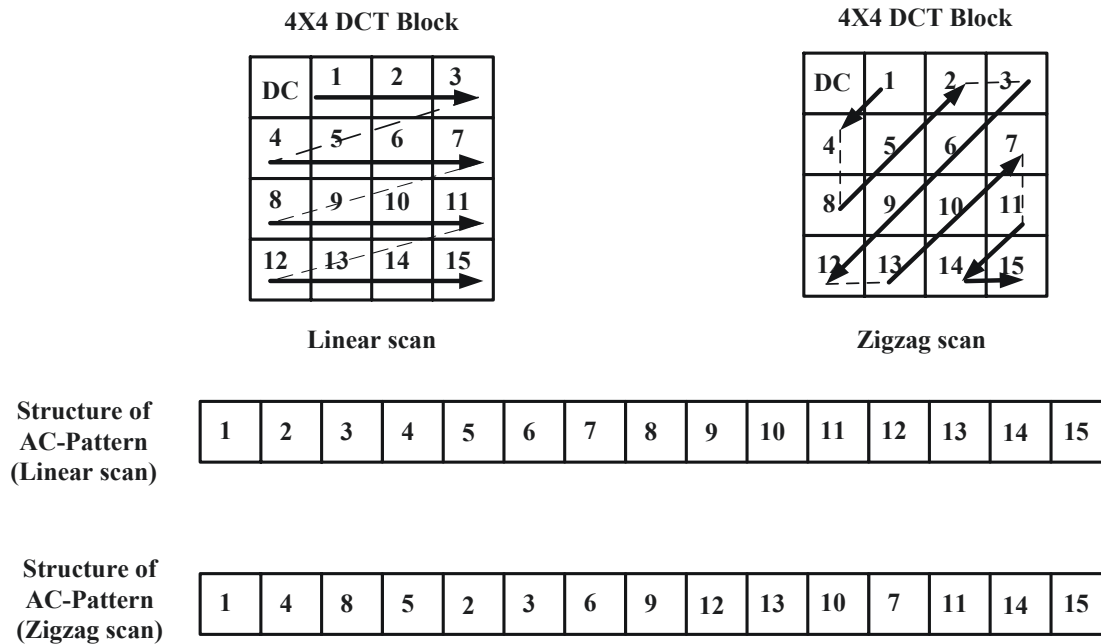 4X4 DCT Block
4X4 DCT Block
DC 1 2 3
4 5 6 7
8 9 10 11
12 13 14 15
DC 1 2 3
4 5 6 7
8 9 10 11
12 13 14 15
Linear scan
Zigzag scan
Structure of
AC-Pattern
(Linear scan)
1 2 3 4 5 6 7 8 9 10 11 12 13 14 15
Structure of
AC-Pattern
(Zigzag scan)
1 4 8 5 2 3 6 9 12 13 10 7 11 14 15